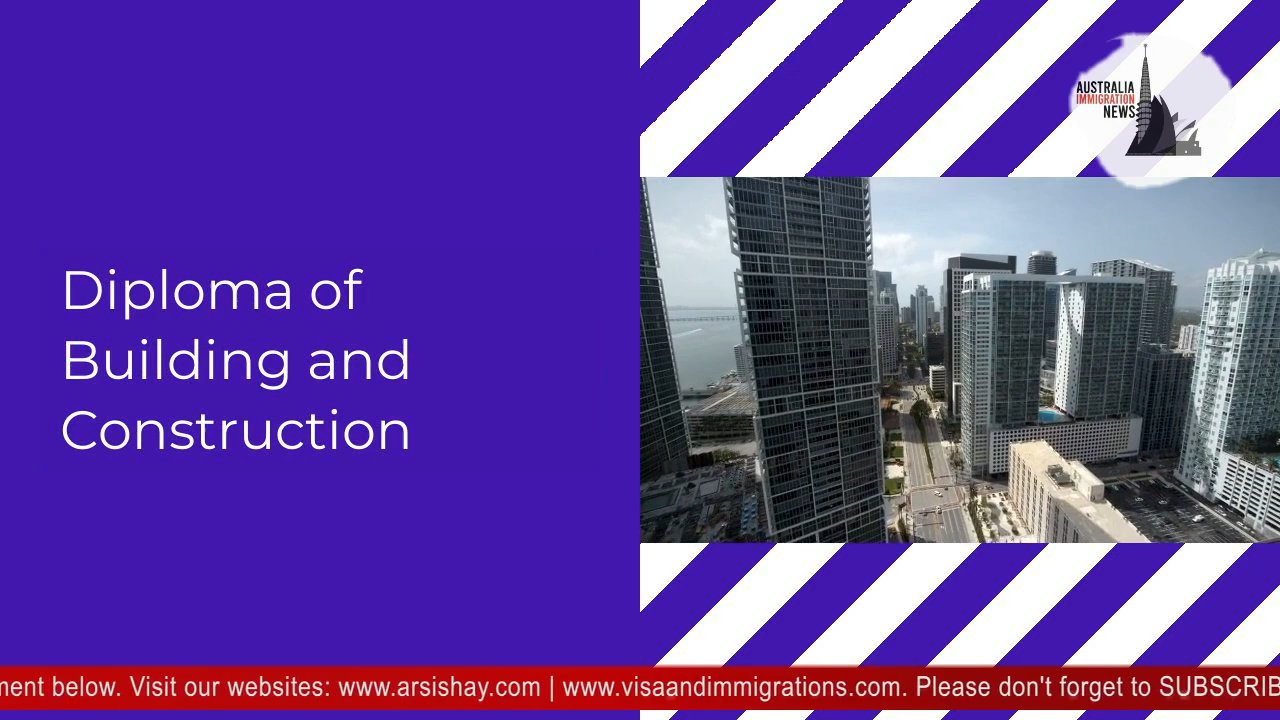 AUSTRALIA
IMMIGRATION
NEWS
Diploma of
Building and
Construction
ment below. Visit our websites: www.arsishay.com | www.visaandimmigrations.com. Please don't forget to SUBSCRIB